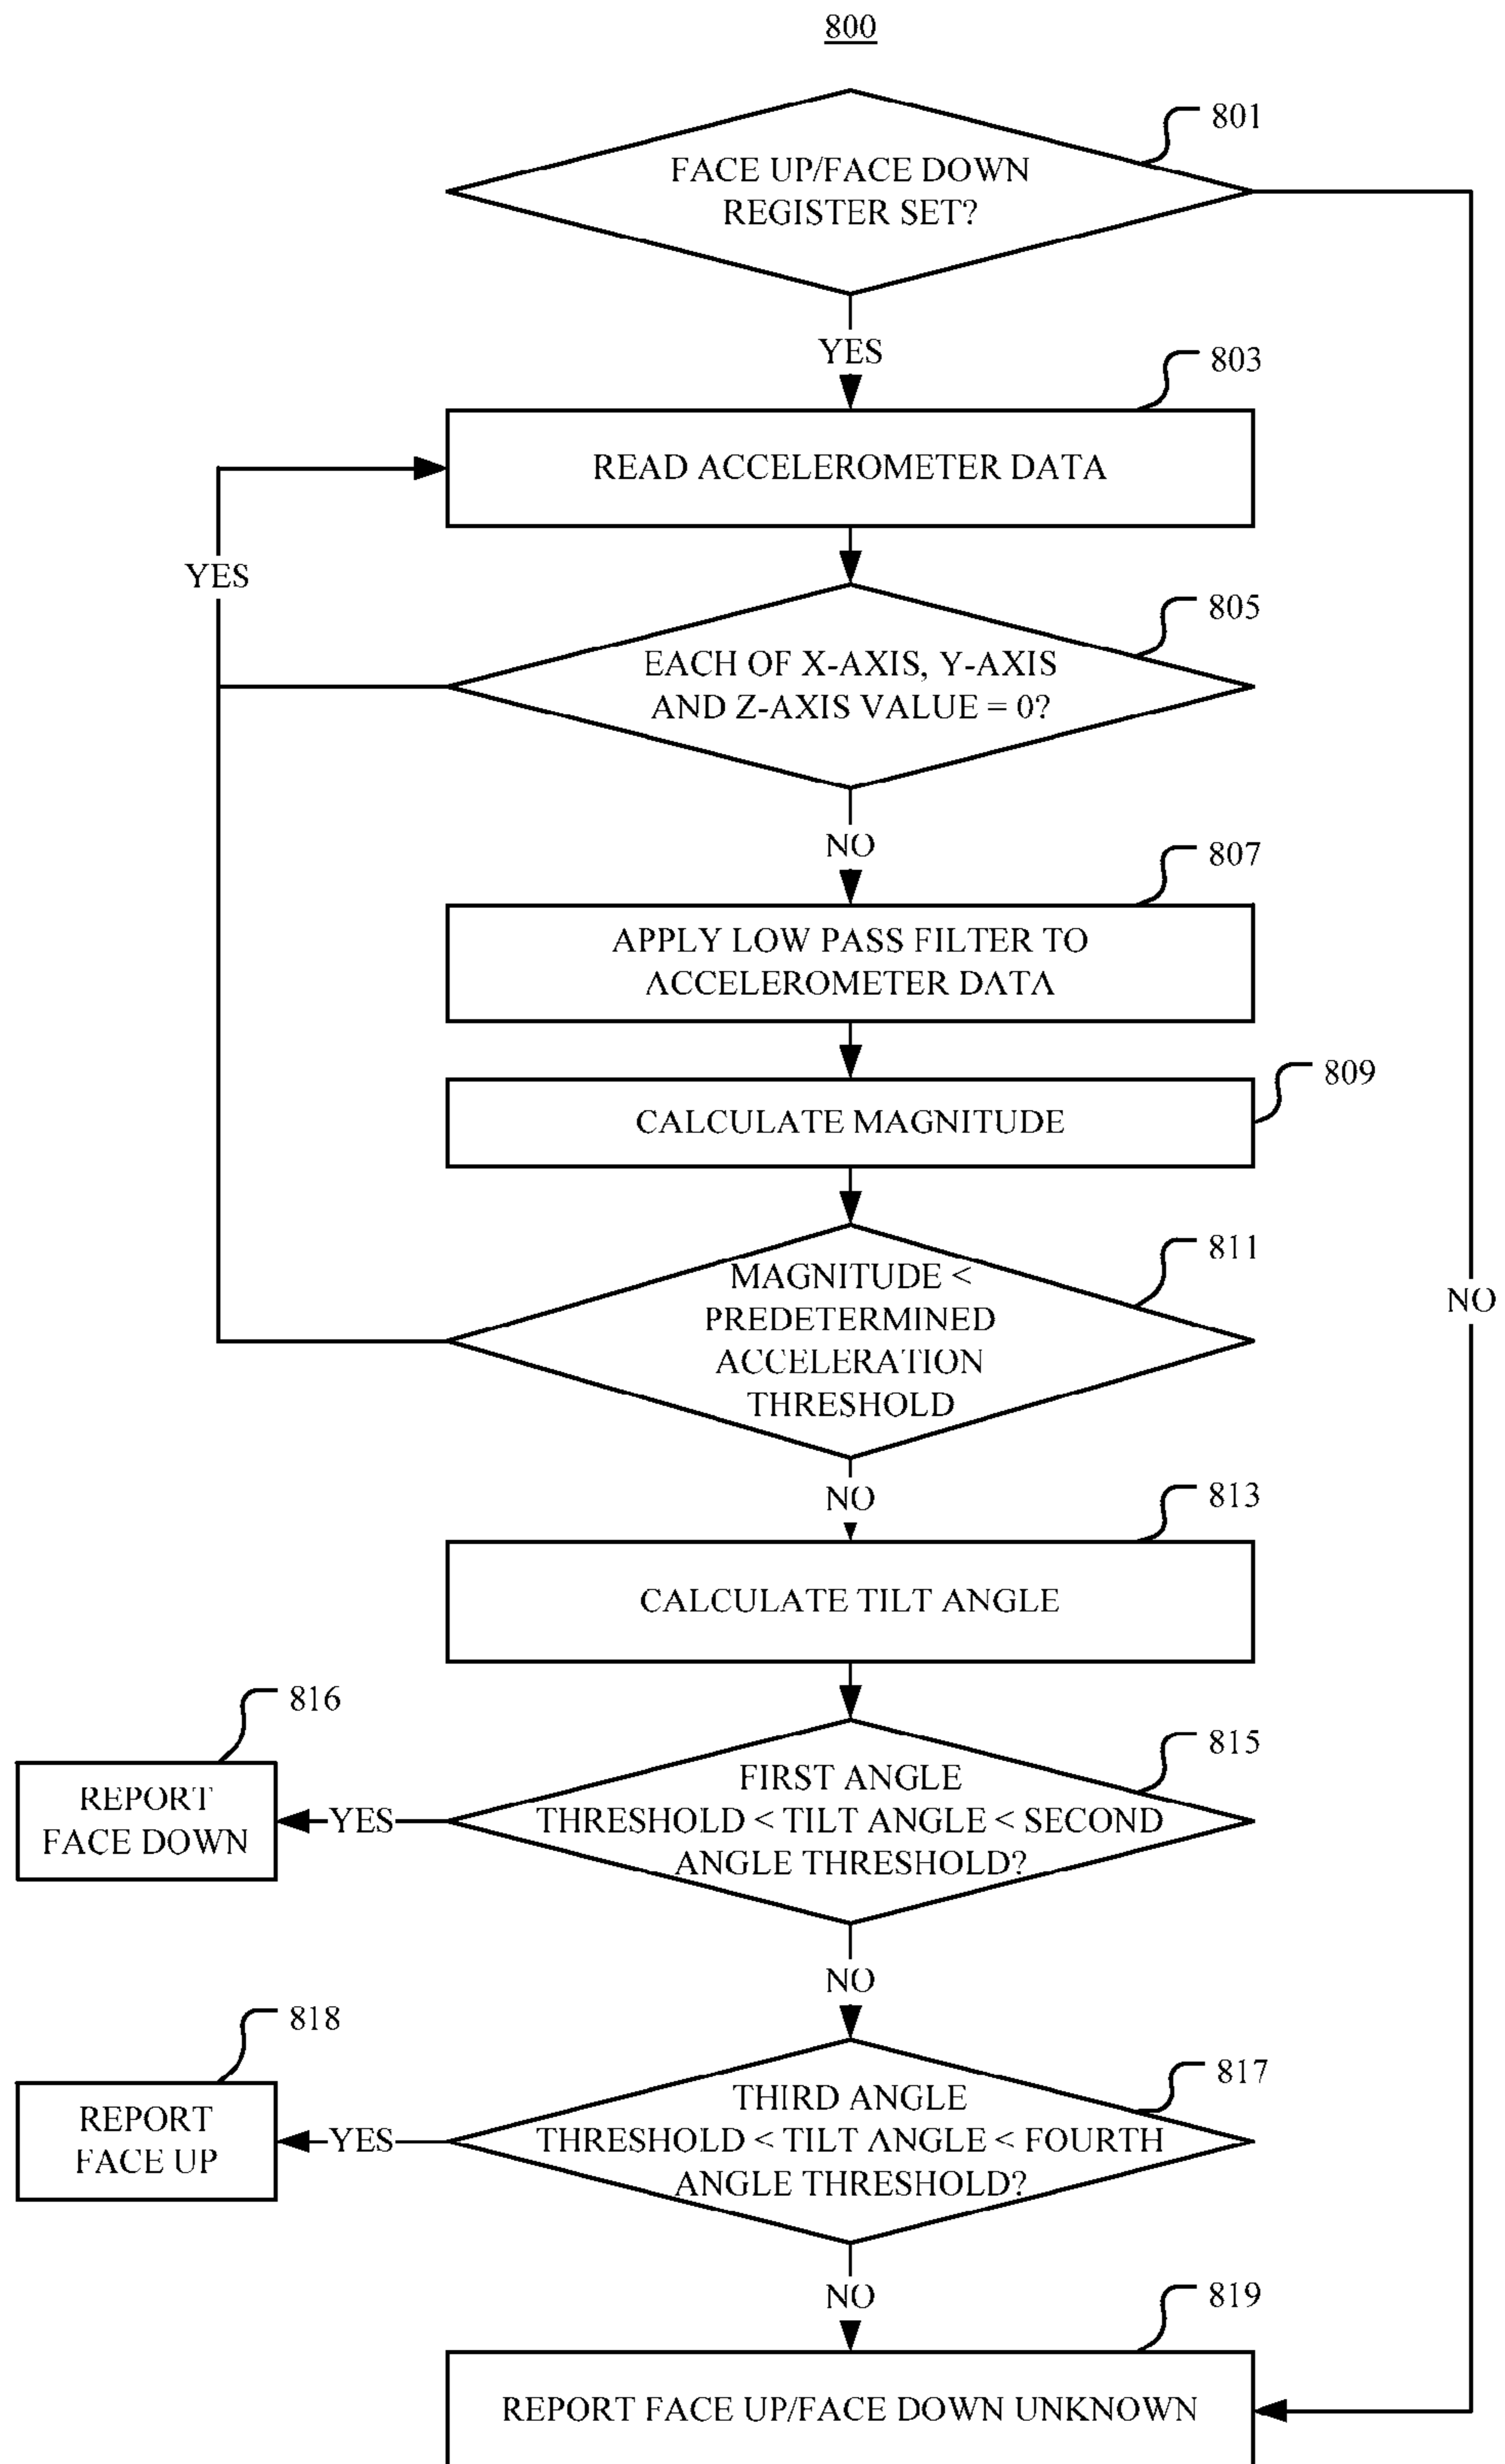 800
801
FACE UP/FACE DOWN
REGISTER SET?
YES
803
READ ACCELEROMETER DATA
YES
805
EACH OF X-AXIS, Y-AXIS
AND Z-AXIS VALUE = 0?
NO
807
APPLY LOW PASS FILTER TO
ACCELEROMETER DATA
809
CALCULATE MAGNITUDE
811
MAGNITUDE <
PREDETERMINED
ACCELERATION
THRESHOLD
NO
NO
813
CALCULATE TILT ANGLE
816
REPORT
FACE DOWN
YES
815
FIRST ANGLE
THRESHOLD < TILT ANGLE < SECOND
ANGLE THRESHOLD?
NO
818
REPORT
FACE UP
YES
817
THIRD ANGLE
THRESHOLD < TILT ANGLE < FOURTH
ANGLE THRESHOLD?
NO
819
REPORT FACE UP/FACE DOWN UNKNOWN